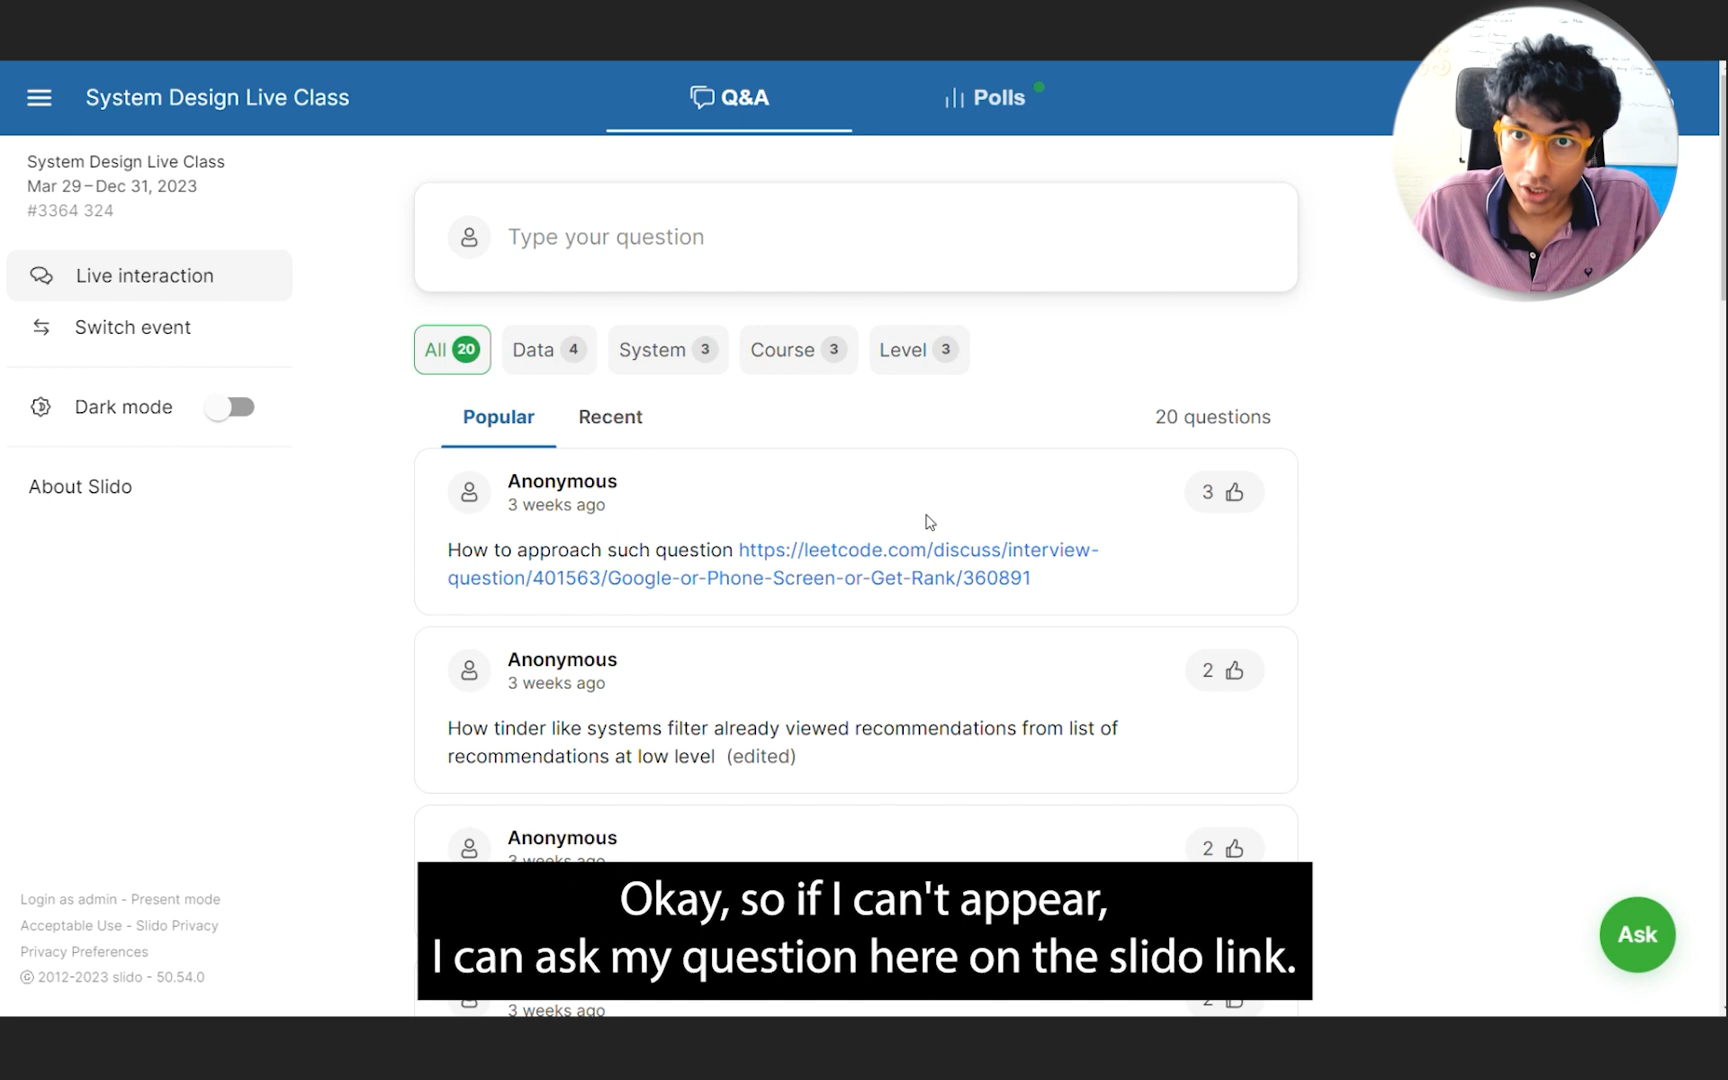 System Design Live Class
Q&A
Polls
System Design Live Class
Mar 29 – Dec 31, 2023
#3364 324
Live interaction
Switch event
Dark mode
About Slido
Login as admin - Present mode
Acceptable Use - Slido Privacy
Privacy Preferences
© 2012-2023 slido - 50.54.0
Type your question
All 20
Data 4
System 3
Course 3
Level 3
Popular
Recent
20 questions
Anonymous
3 weeks ago
3
How to approach such question https://leetcode.com/discuss/interview-
question/401563/Google-or-Phone-Screen-or-Get-Rank/360891
Anonymous
3 weeks ago
2
How tinder like systems filter already viewed recommendations from list of
recommendations at low level (edited)
Anonymous
3 weeks ago
2
Okay, so if I can't appear,
I can ask my question here on the slido link.
3 weeks ago
2
Ask